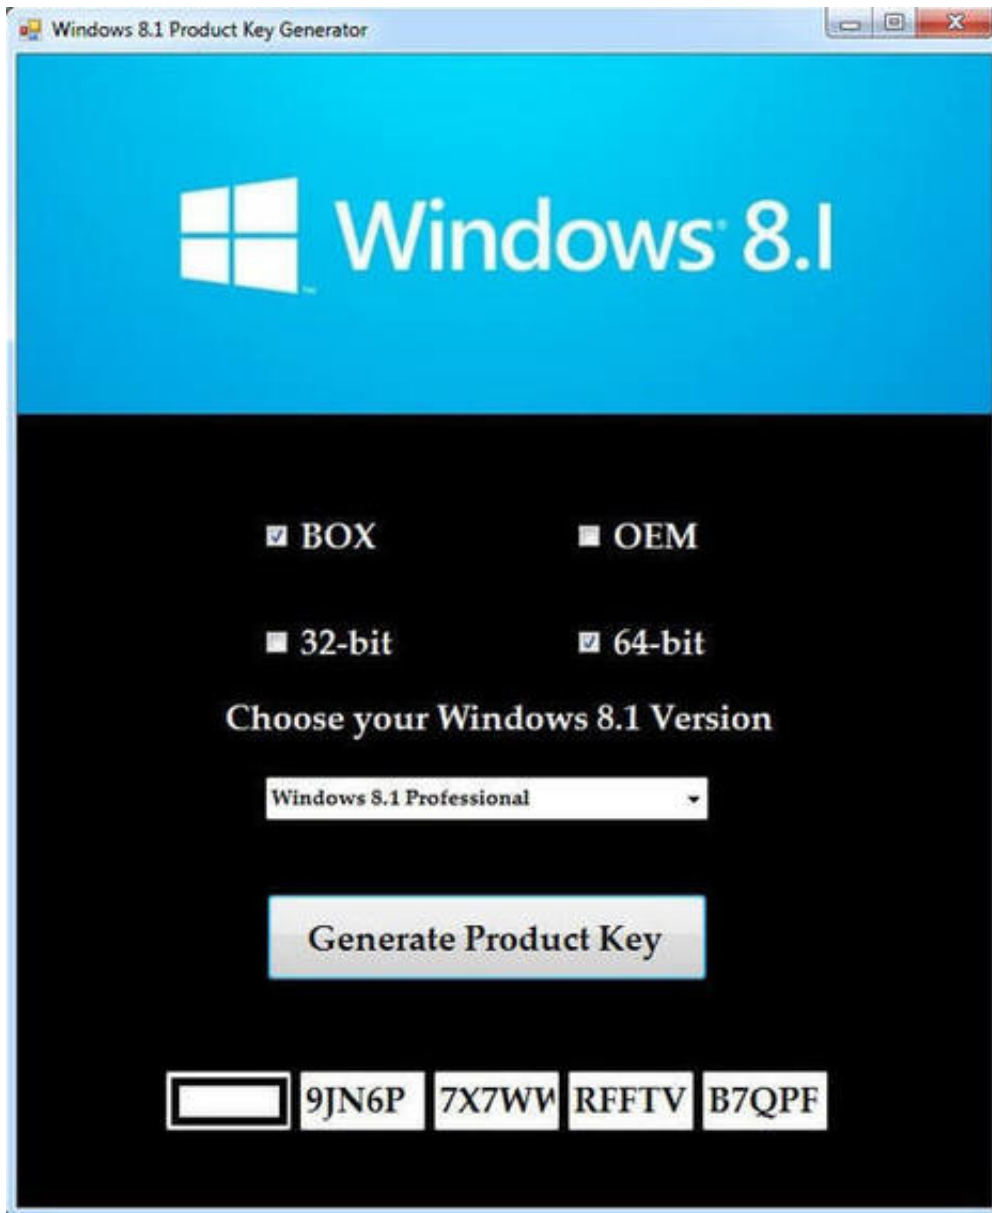 Windows 8.1 Product Key Generator
Windows 8.1
BOX OEM
32-bit 64-bit
Choose your Windows 8.1 Version
Windows 8.1 Professional
Generate Product Key
9JN6P RFFTV B7QPF